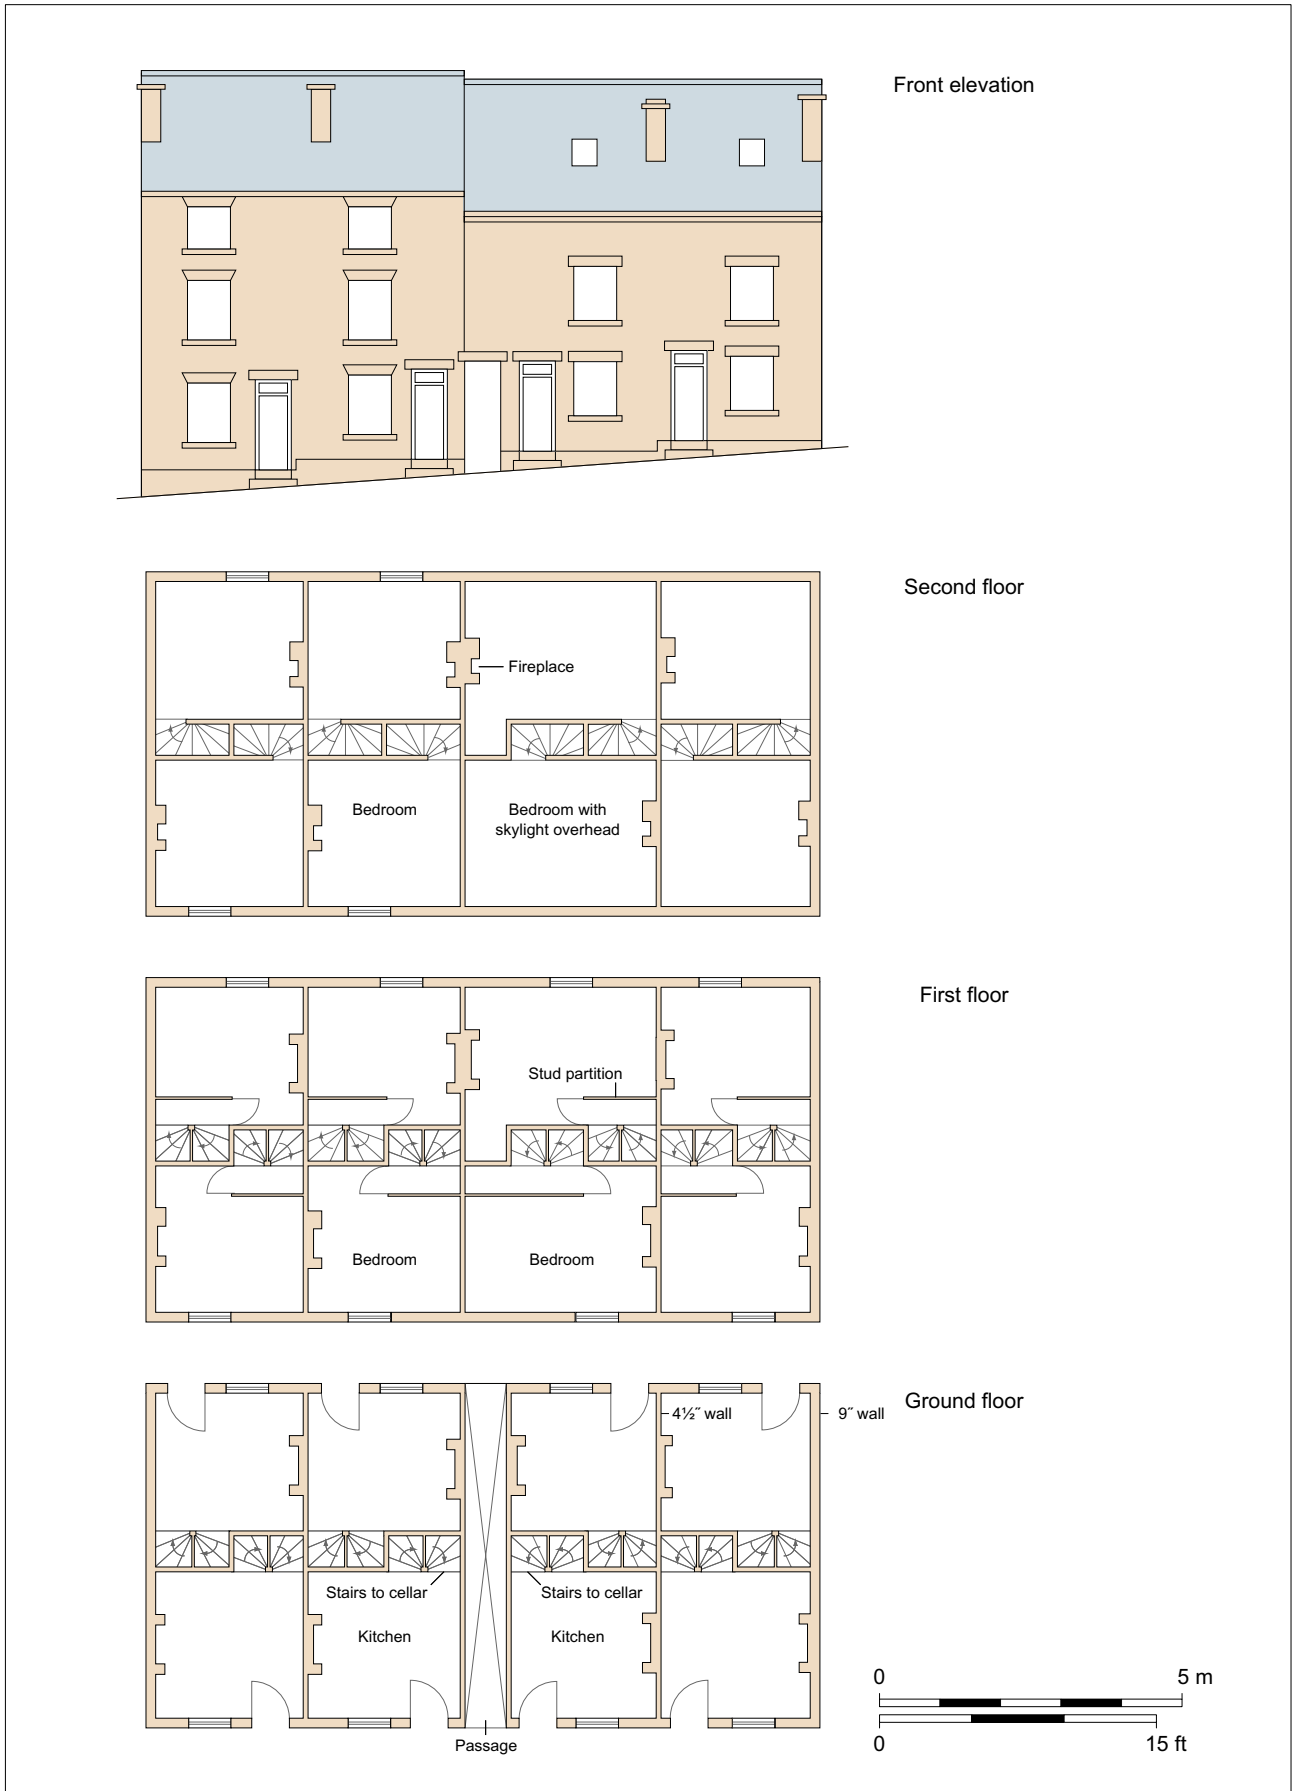 Front elevation
Second floor
Fireplace
Bedroom
Bedroom with
skylight overhead
First floor
Stud partition
Bedroom
Bedroom
Ground floor
4½″ wall
9″ wall
Stairs to cellar
Stairs to cellar
Kitchen
Kitchen
Passage
0
5 m
0
15 ft